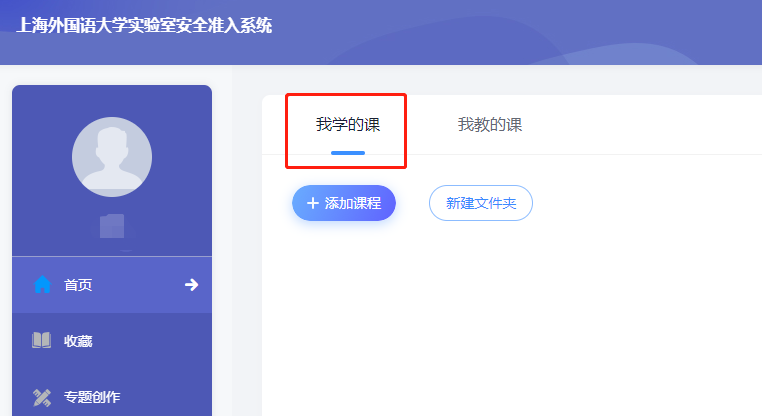 上海外国语大学实验室安全准入系统
我学的课
我教的课
+ 添加课程
新建文件夹
首页
收藏
专题创作